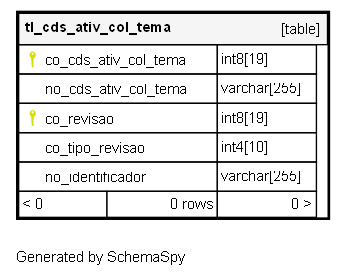 tl_cds_ativ_col_tema [table]
co_cds_ativ_col_tema int8[19]
no_cds_ativ_col_tema varchar[255]
co_revisao int8[19]
co_tipo_revisao int4[10]
no_identificador varchar[255]
< 0 0 rows 0 >
Generated by SchemaSpy